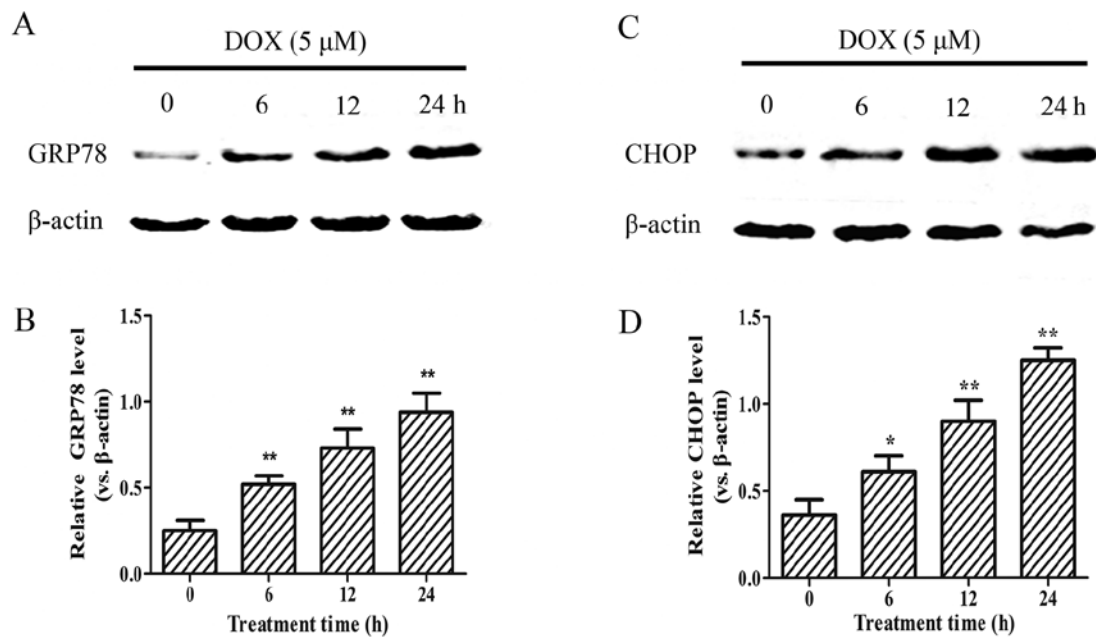 A
DOX (5 μM)
0 6 12 24 h
GRP78
β-actin
B
Relative GRP78 level
(vs. β-actin)
1.5
1.0
0.5
0.0
** ** **
0 6 12 24
Treatment time (h)
C
DOX (5 μM)
0 6 12 24 h
CHOP
β-actin
D
Relative CHOP level
(vs. β-actin)
1.5
1.0
0.5
0.0
* ** **
0 6 12 24
Treatment time (h)